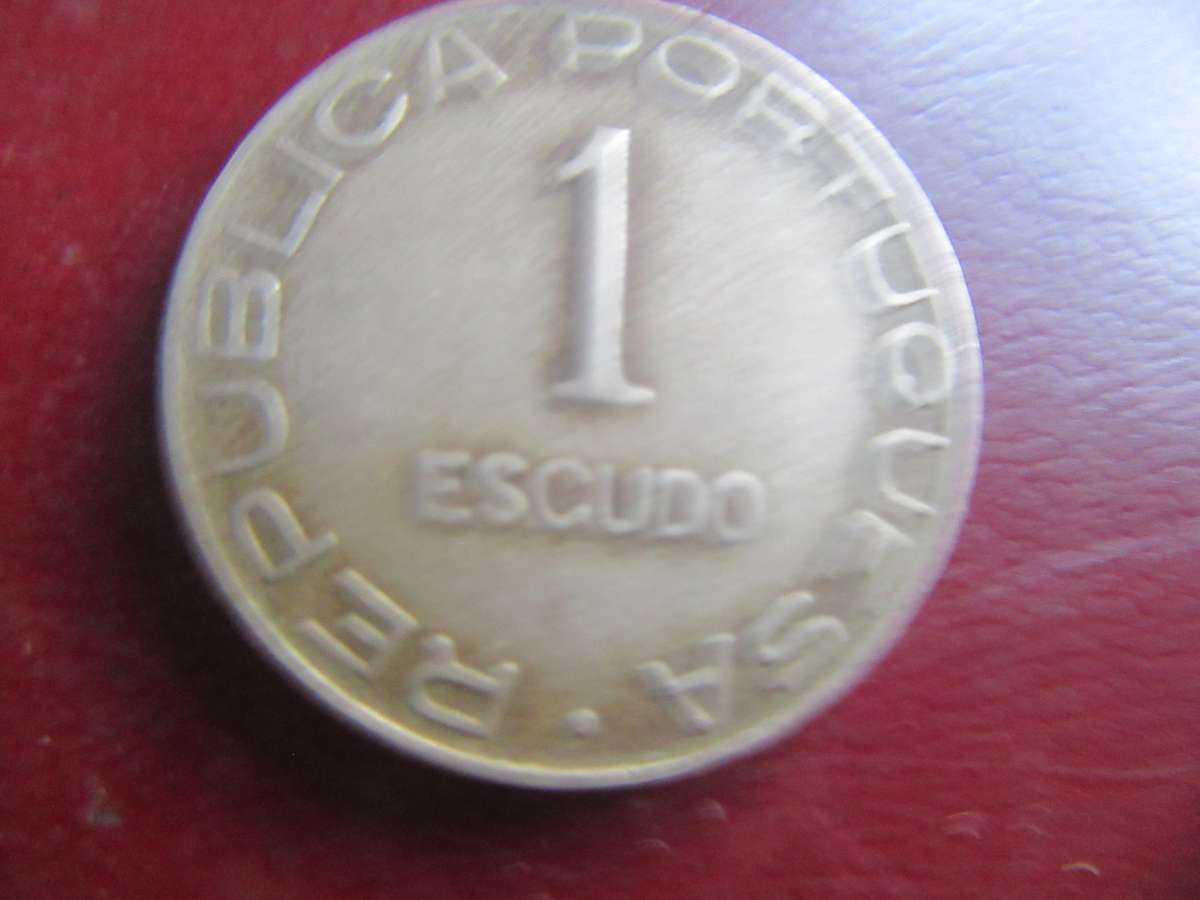 REPUBLICA PORTUGUESA •
1
ESCUDO